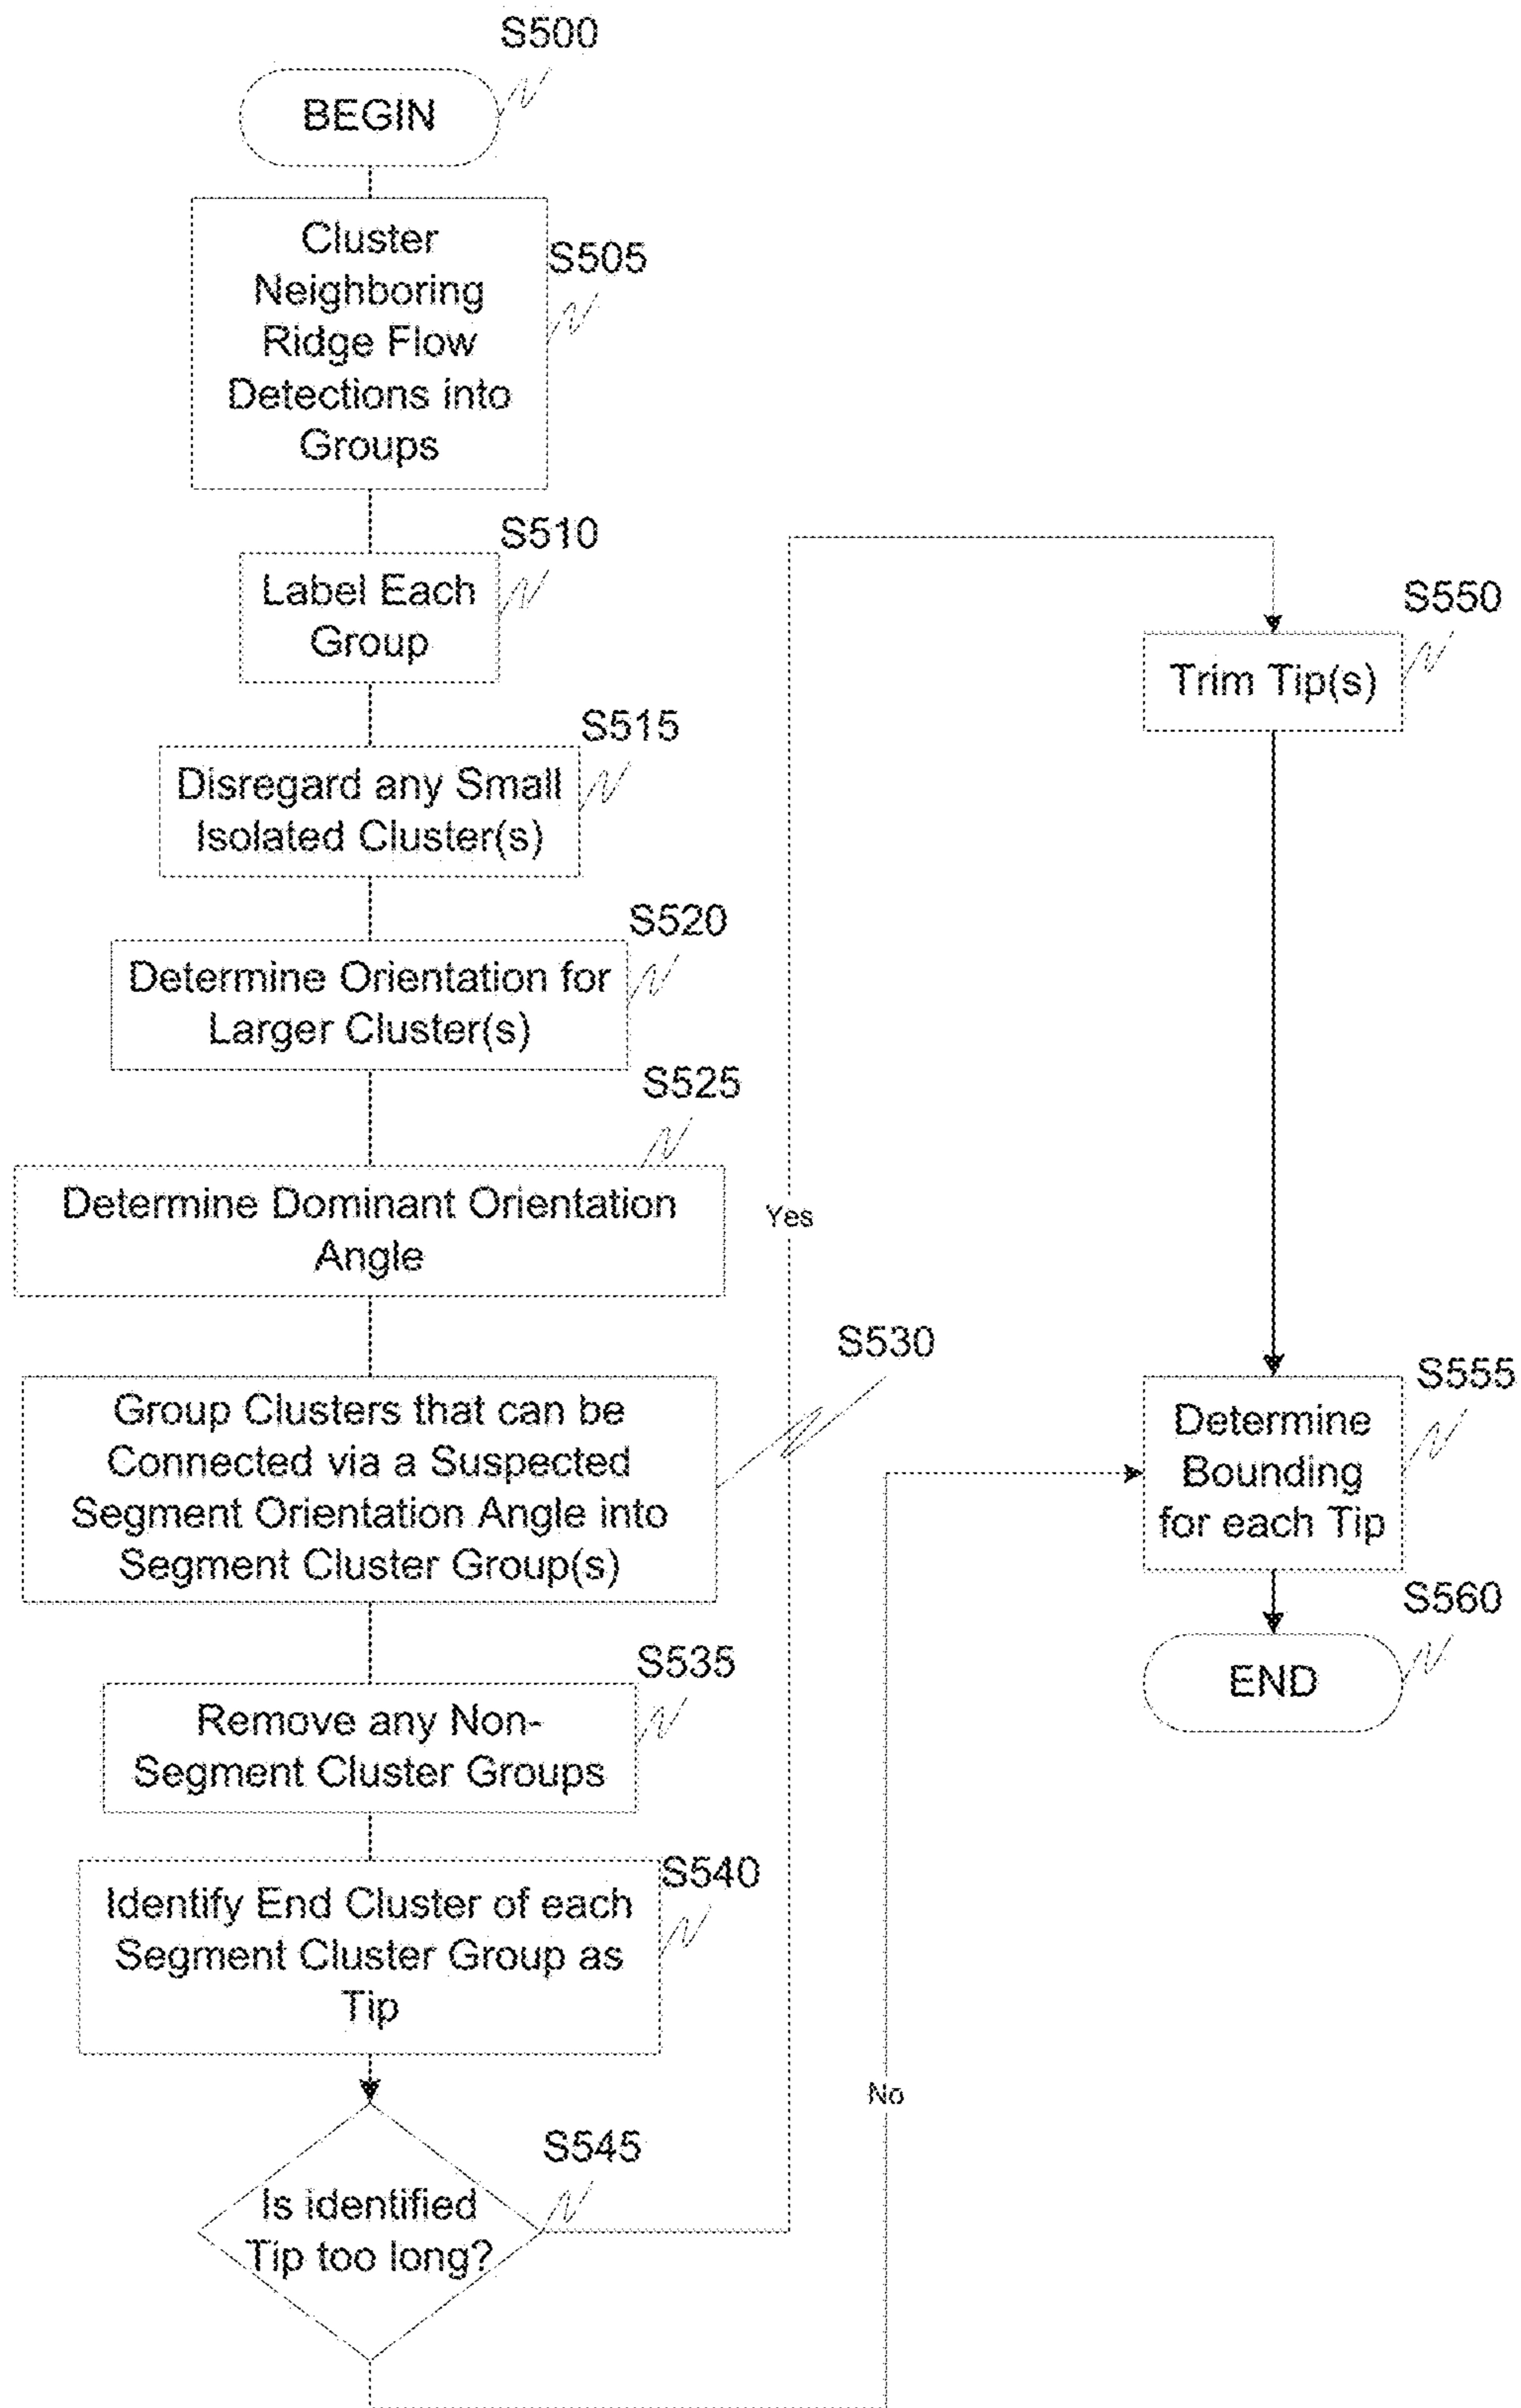 S500
BEGIN
Cluster
Neighboring
Ridge Flow
Detections into
Groups
S505
S510
Label Each
Group
S515
Disregard any Small
Isolated Cluster(s)
S520
Determine Orientation for
Larger Cluster(s)
S525
Determine Dominant Orientation
Angle
S530
Group Clusters that can be
Connected via a Suspected
Segment Orientation Angle into
Segment Cluster Group(s)
S535
Remove any Non-
Segment Cluster Groups
S540
Identify End Cluster of each
Segment Cluster Group as
Tip
S545
Is identified
Tip too long?
Yes
No
S550
Trim Tip(s)
S555
Determine
Bounding
for each Tip
S560
END